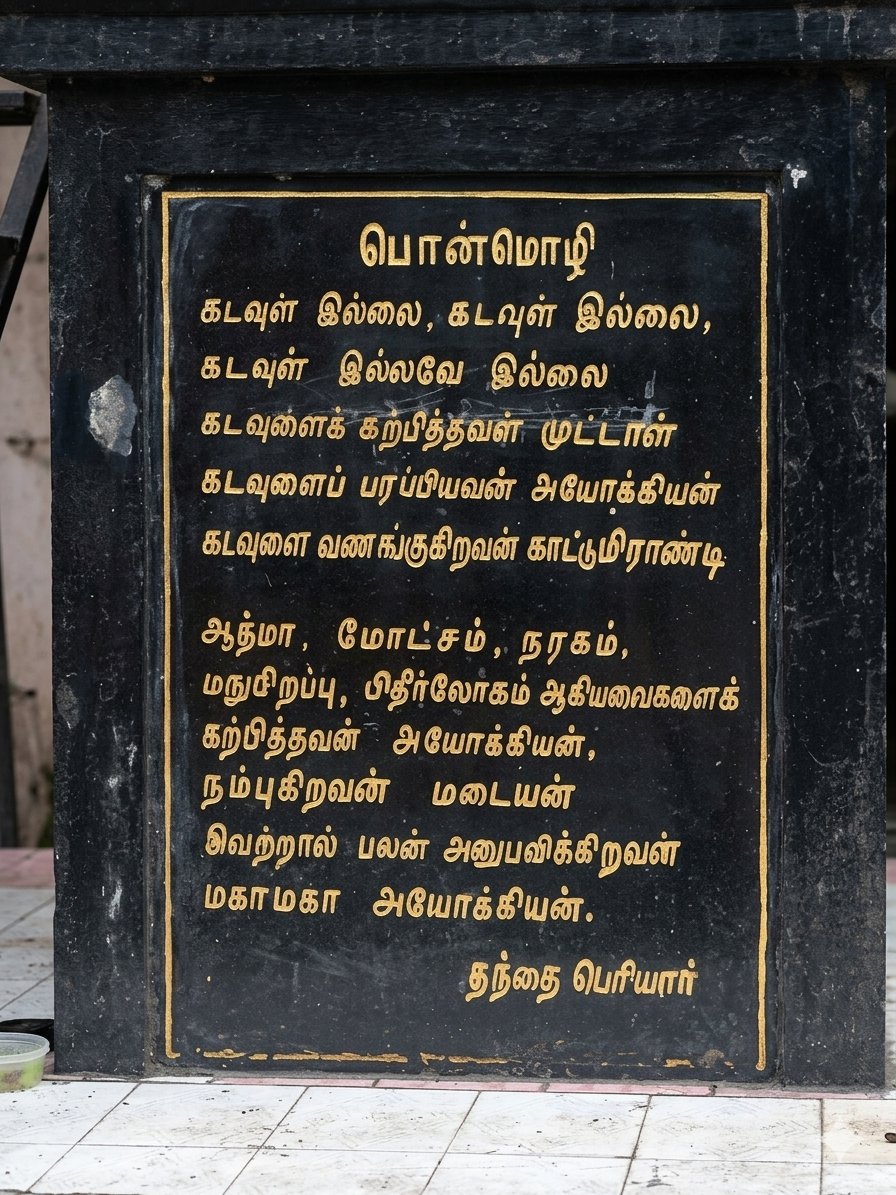 பொன்மொழி
கடவுள் இல்லை, கடவுள் இல்லை,
கடவுள் இல்லவே இல்லை
கடவுளைக் கற்பித்தவள் முட்டாள்
கடவுளைப் பரப்பியவன் அயோக்கியன்
கடவுளை வணங்குகிறவன் காட்டுமிராண்டி
ஆத்மா, மோட்சம், நரகம்,
மநுசிறப்பு, பிதிர்லோகம் ஆகியவைகளைக்
கற்பித்தவன் அயோக்கியன்,
நம்புகிறவன் மடையன்
இவற்றால் பலன் அனுபவிக்கிறவன்
மகாமகா அயோக்கியன்.
தந்தை பெரியார்